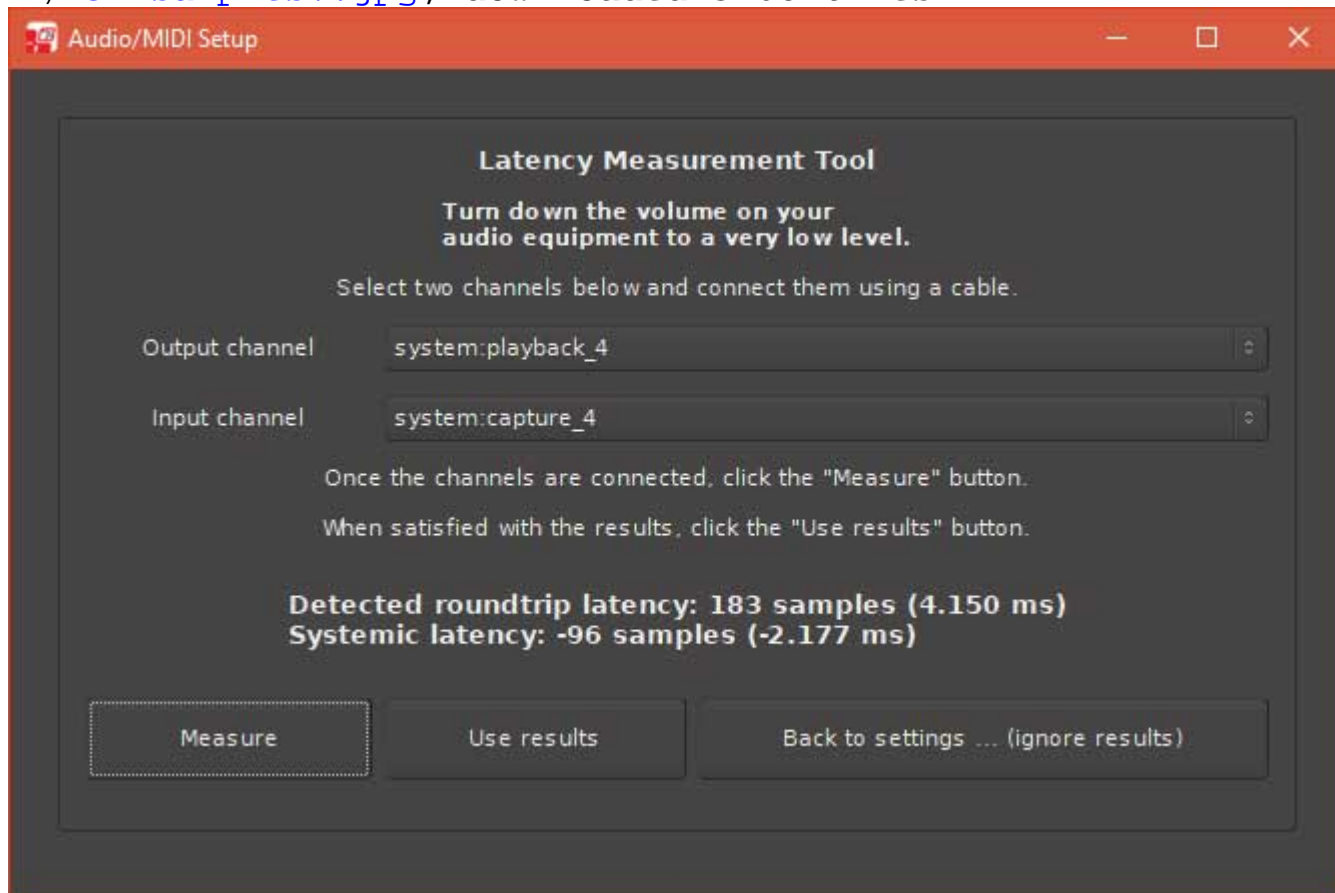 Audio/MIDI Setup
Latency Measurement Tool
Turn down the volume on your
audio equipment to a very low level.
Select two channels below and connect them using a cable.
Output channel system:playback_4
Input channel system:capture_4
Once the channels are connected, click the "Measure" button.
When satisfied with the results, click the "Use results" button.
Detected roundtrip latency: 183 samples (4.150 ms)
Systemic latency: -96 samples (-2.177 ms)
Measure Use results Back to settings ... (ignore results)